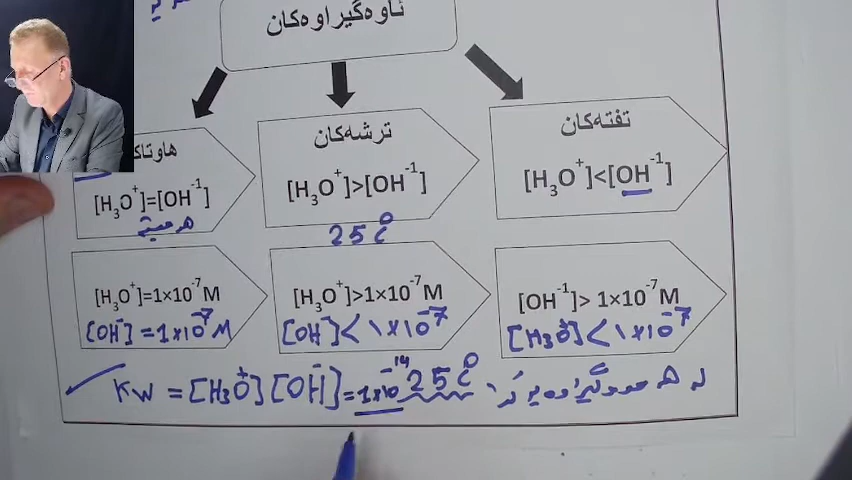 ئاوەگیراوەکان
تفتەکان
[H₃O⁺]<[OH⁻¹]
ترشەکان
[H₃O⁺]>[OH⁻¹]
[H₃O⁺]=[OH⁻¹]
25 C°
[OH⁻¹]> 1×10⁻⁷M
[H₃O⁺]<1×10⁻⁷
[H₃O⁺]>1×10⁻⁷M
[OH⁻]<1×10⁻⁷
[H₃O⁺]=1×10⁻⁷M
[OH⁻]=1×10⁻⁷M
KW = [H₃O⁺][OH⁻]=1×10⁻¹⁴ 25 C°